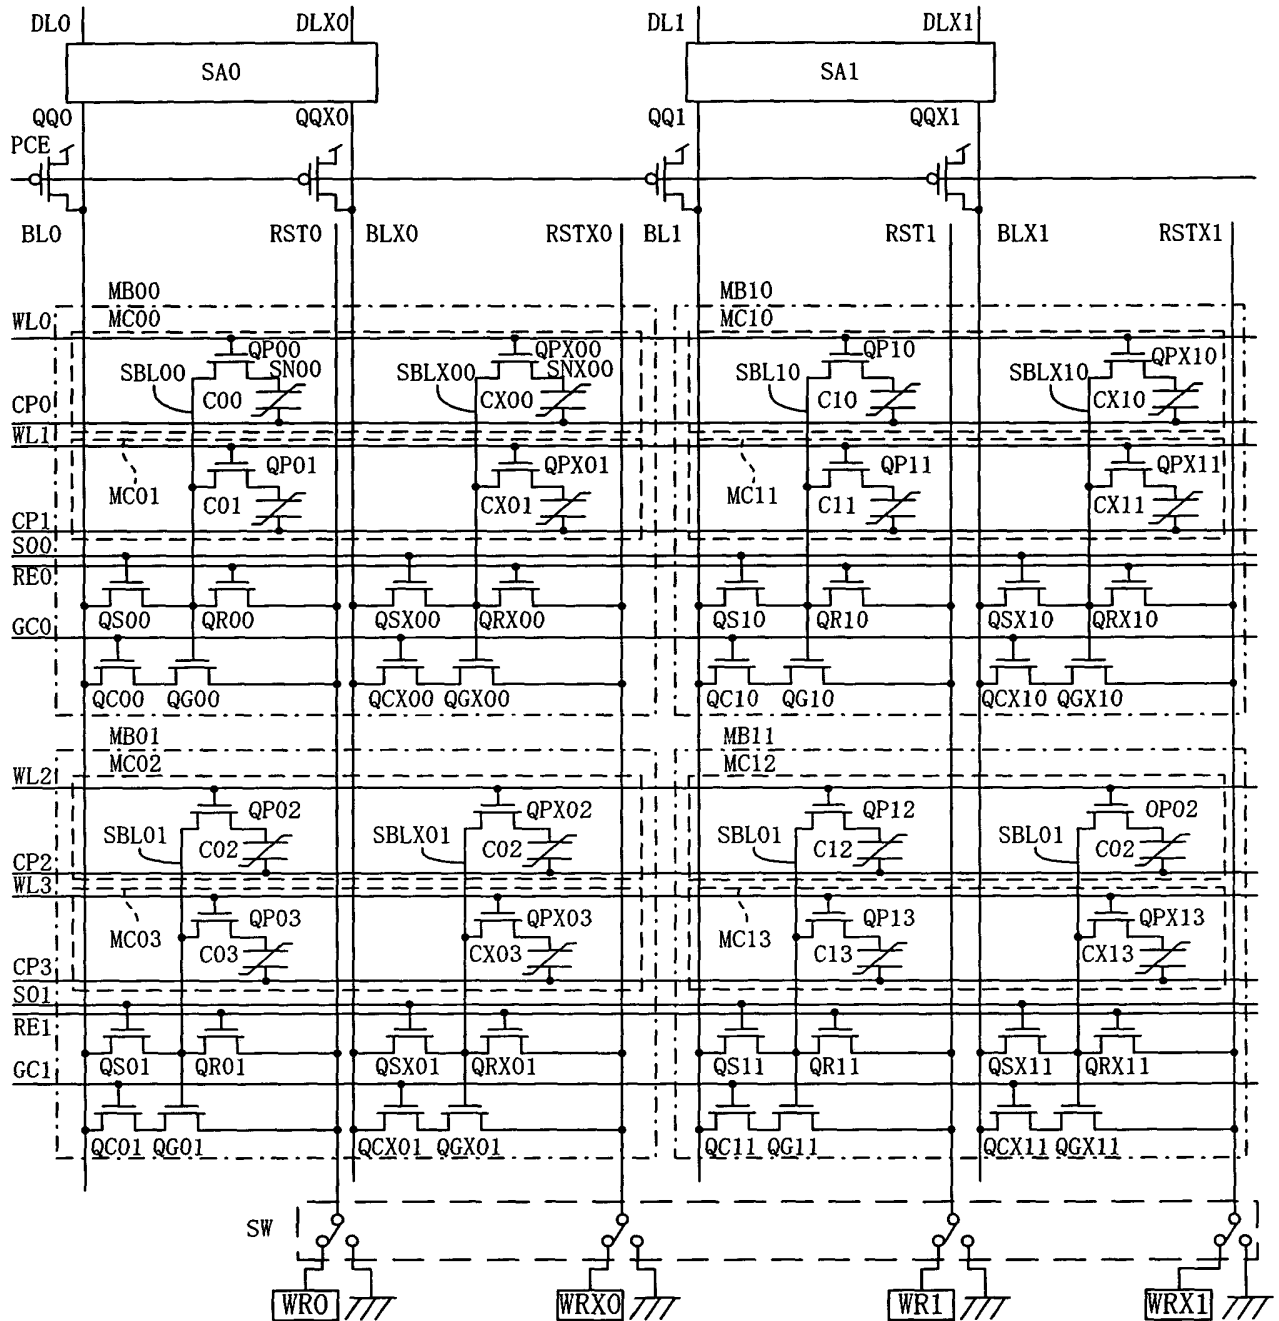 DL0 DLX0 DL1 DLX1
SA0 SA1
QQ0 QQX0 QQ1 QQX1
PCE
BL0 RST0 BLX0 RSTX0 BL1 RST1 BLX1 RSTX1
MB00 MB10
WL0 MC00 MC10
QP00 QPX00 QP10 QPX10
SN00 SNX00
SBL00 SBLX00 SBL10 SBLX10
CP0 C00 CX00 C10 CX10
WL1
QP01 QPX01 QP11 QPX11
MC01 C01 CX01 MC11 C11 CX11
CP1
S00
RE0
QS00 QR00 QSX00 QRX00 QS10 QR10 QSX10 QRX10
GC0
QC00 QG00 QCX00 QGX00 QC10 QG10 QCX10 QGX10
MB01 MB11
WL2 MC02 MC12
QP02 QPX02 QP12 OP02
SBL01 SBLX01 SBL01 SBL01
CP2 C02 C02 C12 C02
WL3
QP03 QPX03 QP13 QPX13
MC03 C03 CX03 MC13 C13 CX13
CP3
S01
RE1
QS01 QR01 QSX01 QRX01 QS11 QR11 QSX11 QRX11
GC1
QC01 QG01 QCX01 QGX01 QC11 QG11 QCX11 QGX11
SW
WR0 WRX0 WR1 WRX1